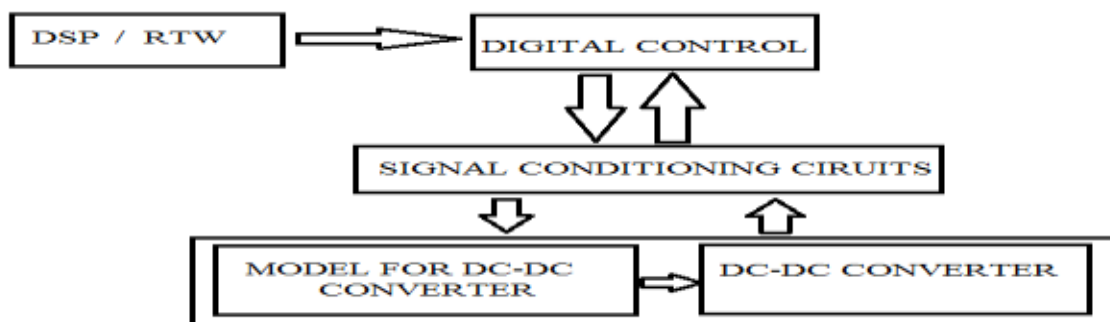 DSP / RTW
DIGITAL CONTROL
SIGNAL CONDITIONING CIRUITS
MODEL FOR DC-DC
CONVERTER
DC-DC CONVERTER